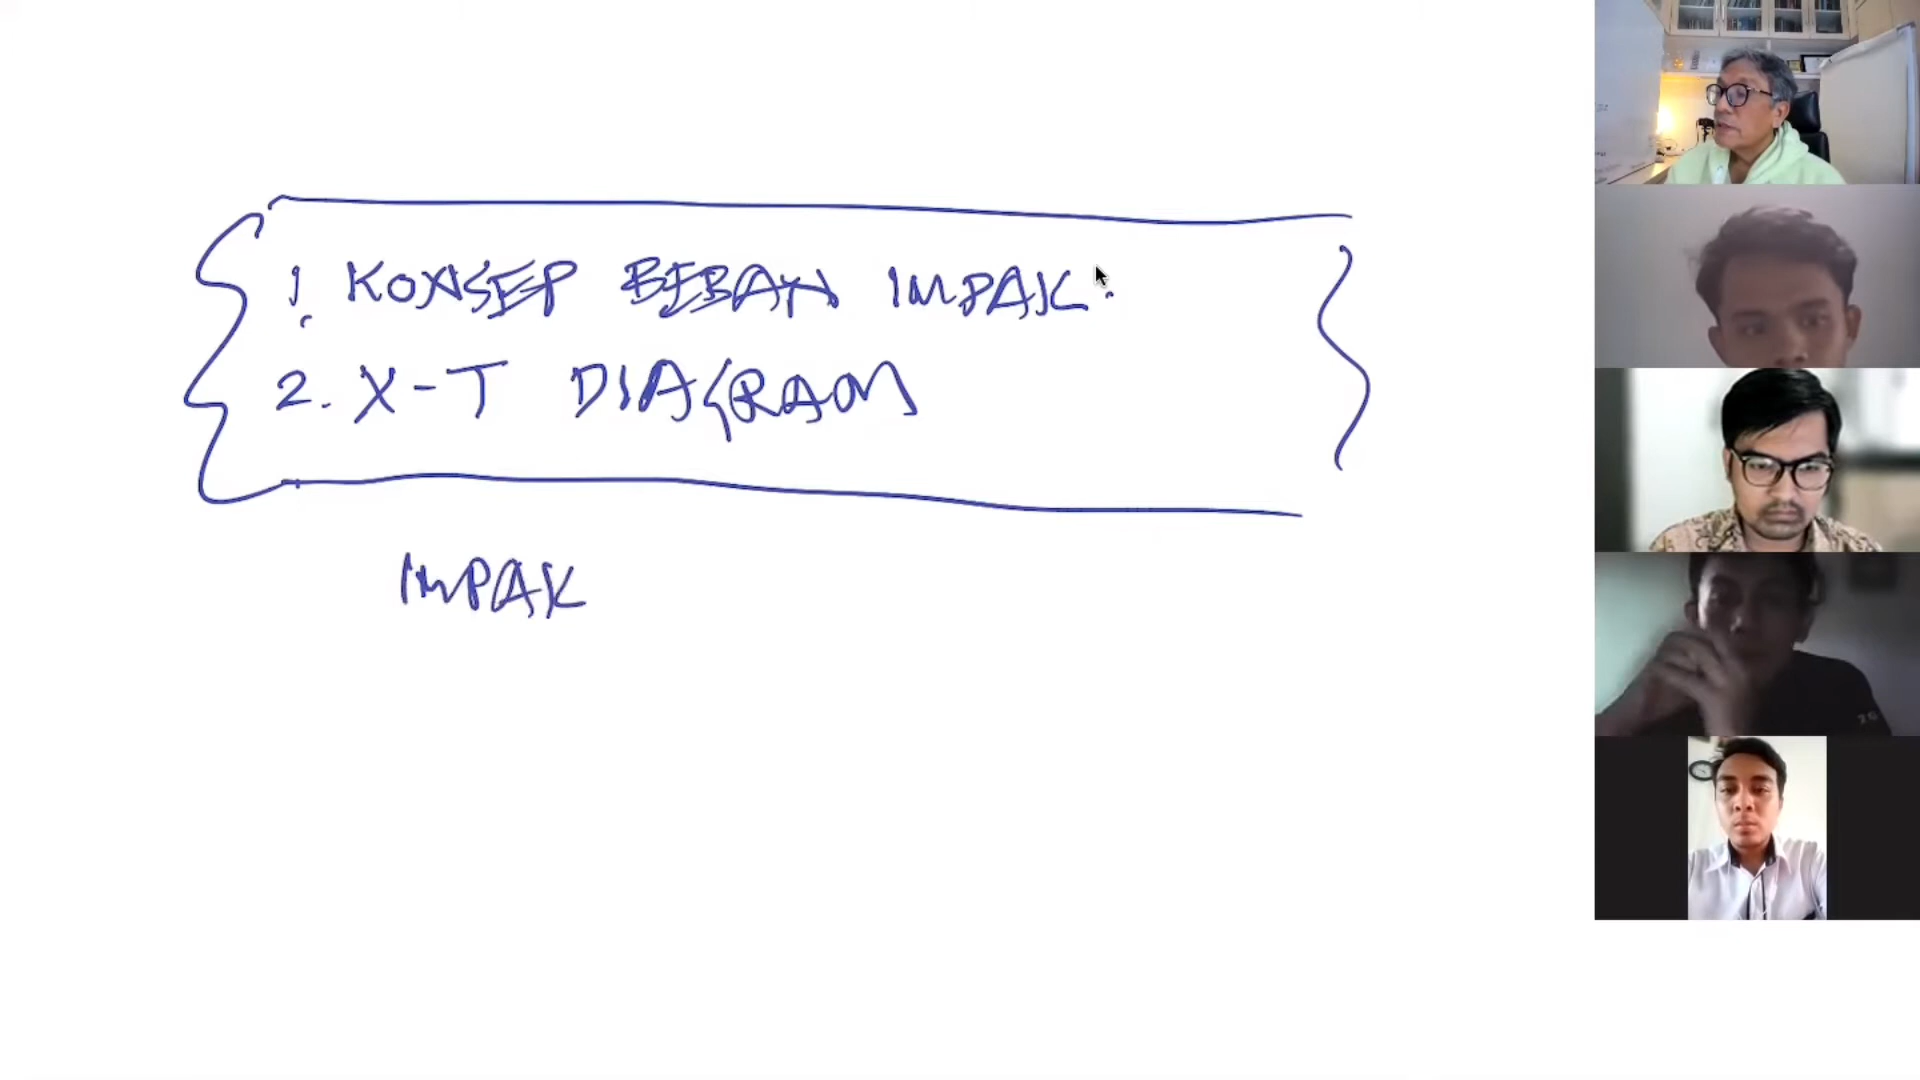 1. KONSEP BEBAN IMPAK.
2. X-T DIAGRAM
IMPAK